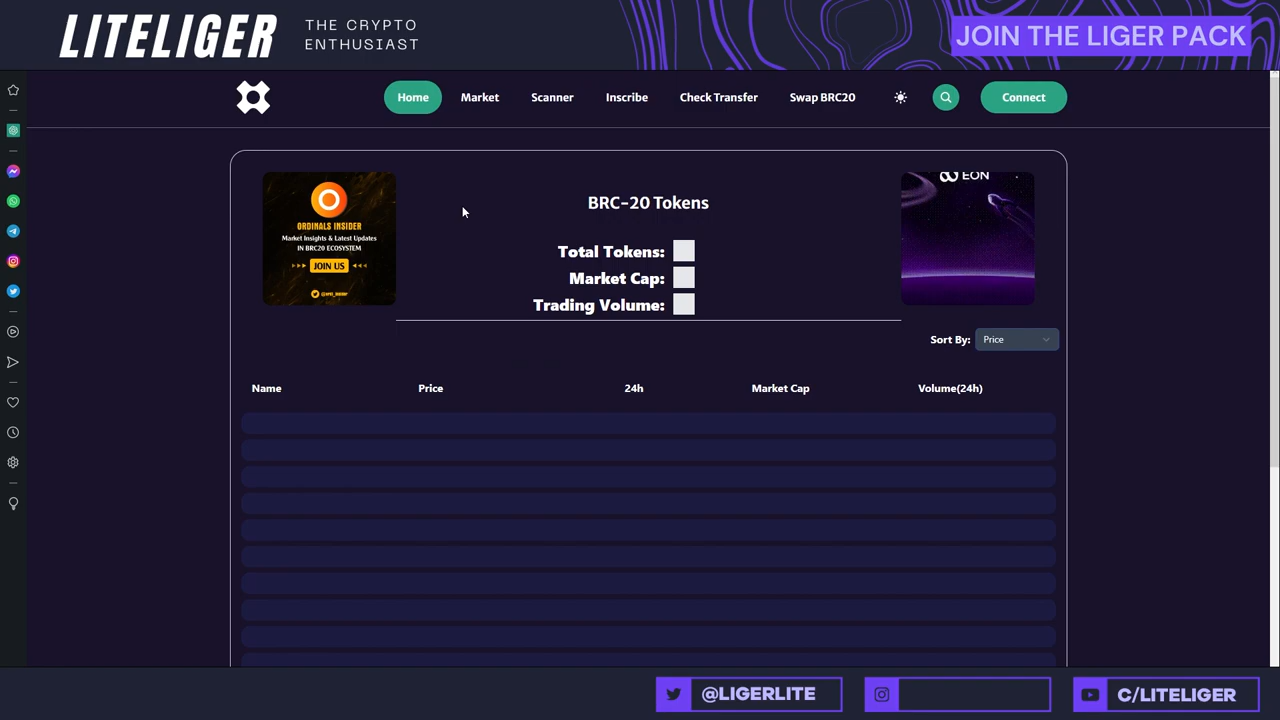 LITELIGER
THE CRYPTO
ENTHUSIAST
JOIN THE LIGER PACK
Home
Market
Scanner
Inscribe
Check Transfer
Swap BRC20
Connect
ORDINALS INSIDER
Market Insights & Latest Updates
IN BRC20 ECOSYSTEM
JOIN US
EON
BRC-20 Tokens
Total Tokens:
Market Cap:
Trading Volume:
Sort By:
Price
Name
Price
24h
Market Cap
Volume(24h)
@LIGERLITE
C/LITELIGER